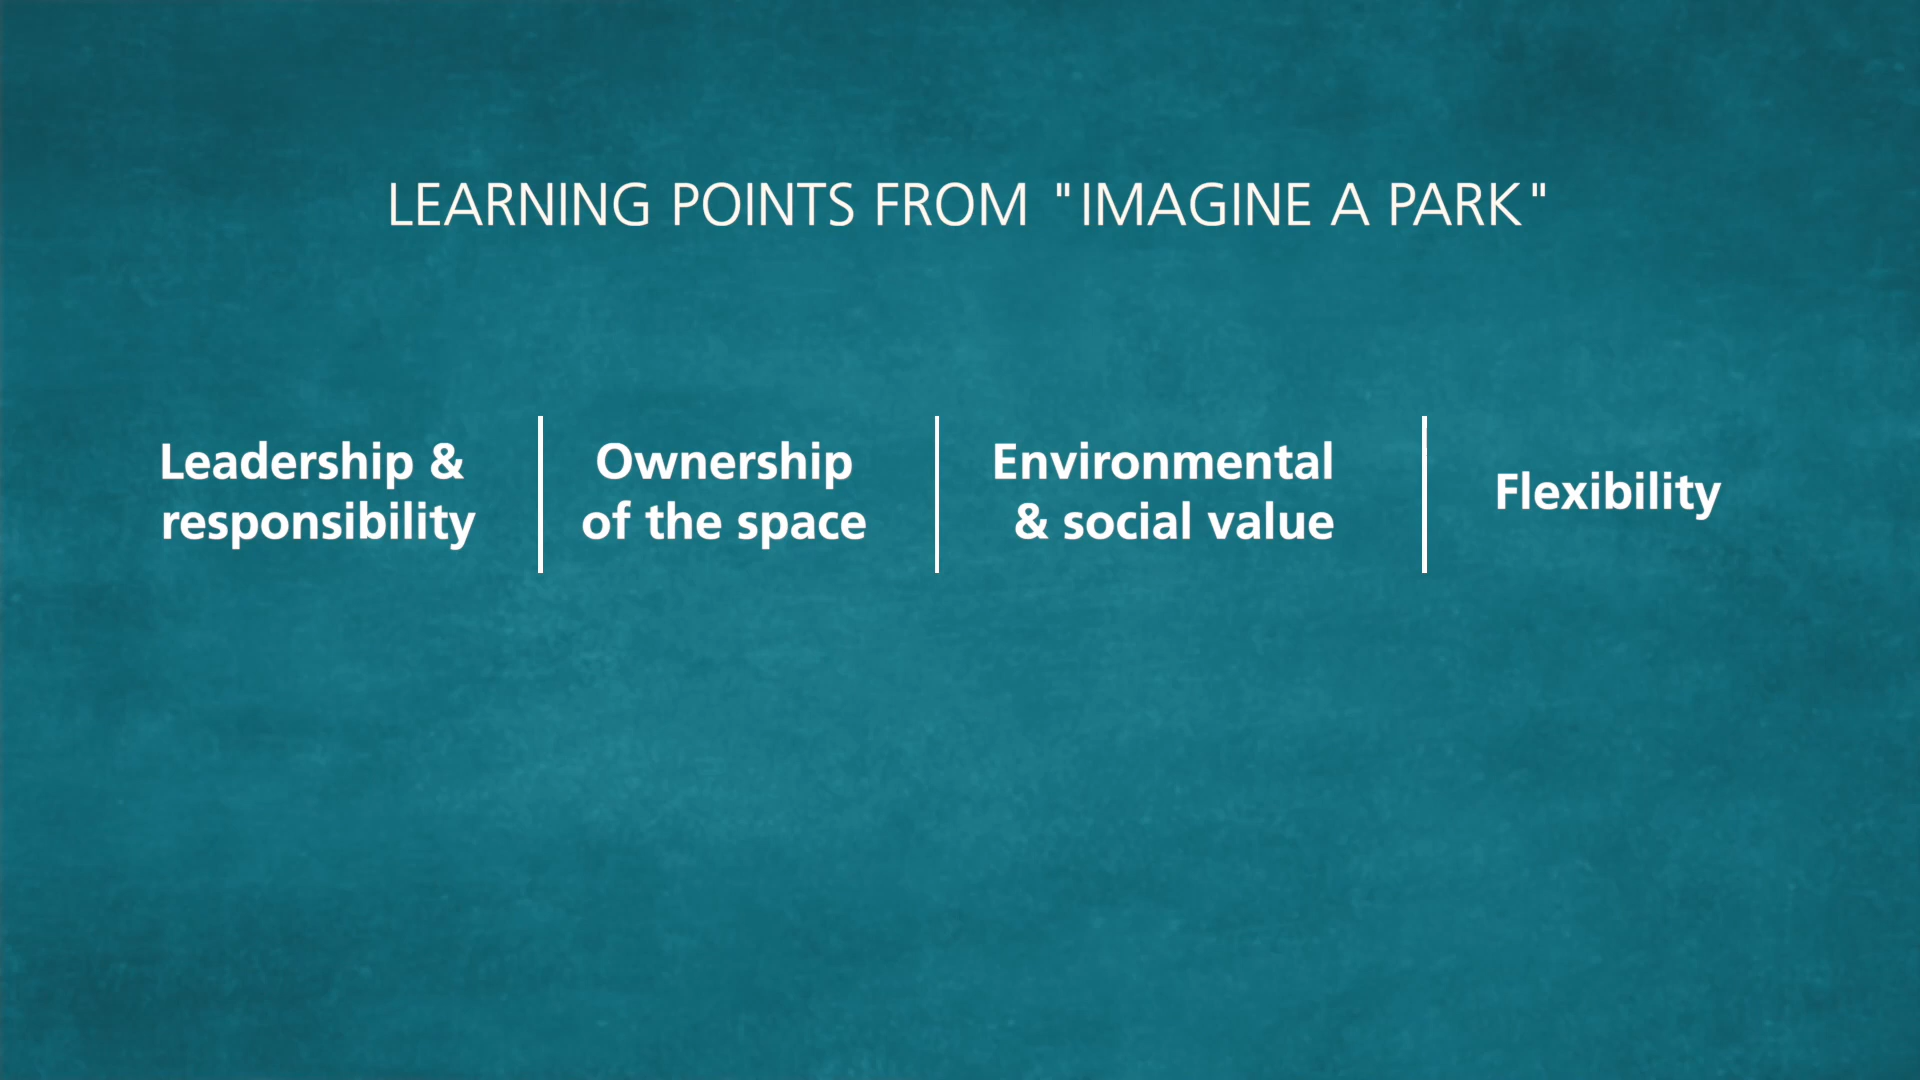 LEARNING POINTS FROM "IMAGINE A PARK"
Leadership &
responsibility
Ownership
of the space
Environmental
& social value
Flexibility